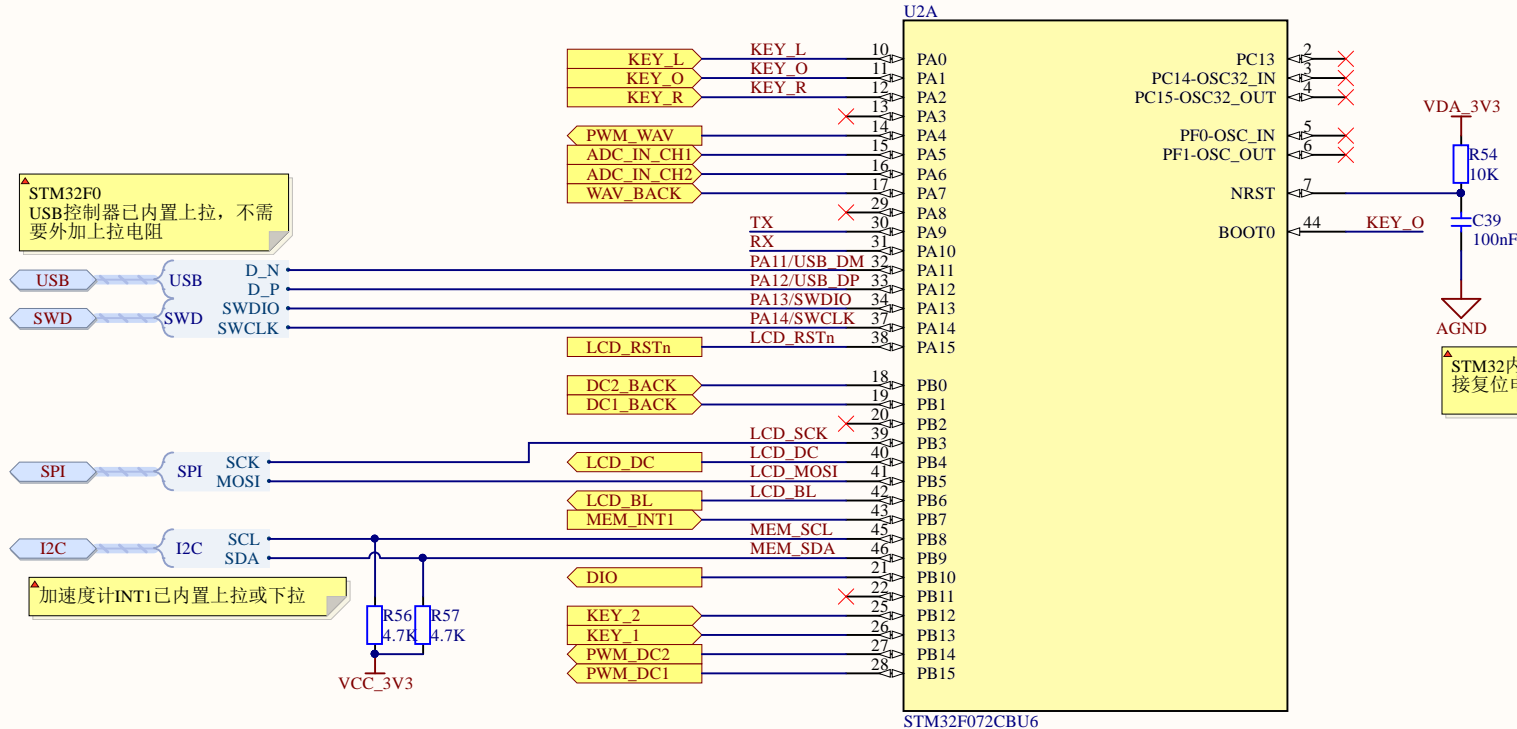 U2A
KEY_L KEY_L 10 PA0
KEY_O KEY_O 11 PA1
KEY_R KEY_R 12 PA2
13 PA3
PWM_WAV 14 PA4
ADC_IN_CH1 15 PA5
ADC_IN_CH2 16 PA6
WAV_BACK 17 PA7
29 PA8
TX 30 PA9
RX 31 PA10
PA11/USB_DM 32 PA11
PA12/USB_DP 33 PA12
PA13/SWDIO 34 PA13
PA14/SWCLK 37 PA14
LCD_RSTn LCD_RSTn 38 PA15
DC2_BACK 18 PB0
DC1_BACK 19 PB1
20 PB2
LCD_SCK 39 PB3
LCD_DC LCD_DC 40 PB4
LCD_MOSI 41 PB5
LCD_BL LCD_BL 42 PB6
MEM_INT1 43 PB7
MEM_SCL 45 PB8
MEM_SDA 46 PB9
DIO 21 PB10
22 PB11
KEY_2 25 PB12
KEY_1 26 PB13
PWM_DC2 27 PB14
PWM_DC1 28 PB15
STM32F072CBU6
PC13 2
PC14-OSC32_IN 3
PC15-OSC32_OUT 4
PF0-OSC_IN 5
PF1-OSC_OUT 6
NRST 7
BOOT0 44 KEY_O
VDA_3V3
R54
10K
C39
100nF
AGND
STM32内
接复位
STM32F0
USB控制器已内置上拉，不需
要外加上拉电阻
USB USB D_N
D_P
SWD SWD SWDIO
SWCLK
SPI SPI SCK
MOSI
I2C I2C SCL
SDA
加速度计INT1已内置上拉或下拉
R56 R57
4.7K 4.7K
VCC_3V3